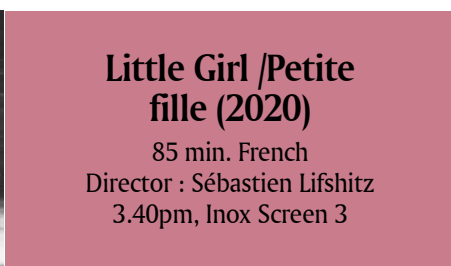 Little Girl /Petite
fille (2020)
85 min. French
Director : Sébastien Lifshitz
3.40pm, Inox Screen 3